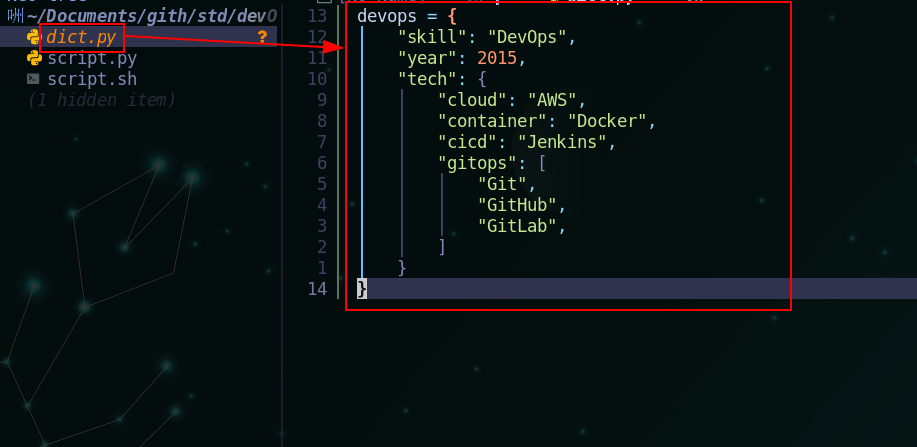 ~/Documents/gith/std/devO
dict.py ?
script.py
script.sh
(1 hidden item)
13 devops = {
12 "skill": "DevOps",
11 "year": 2015,
10 "tech": {
9 "cloud": "AWS",
8 "container": "Docker",
7 "cicd": "Jenkins",
6 "gitops": [
5 "Git",
4 "GitHub",
3 "GitLab",
2 ]
1 }
14 }